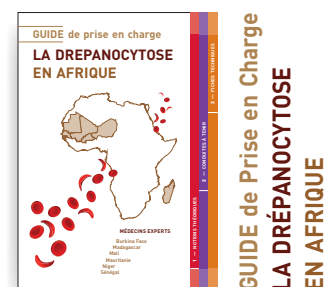 GUIDE de prise en charge
LA DREPANOCYTOSE
EN AFRIQUE
MÉDECINS EXPERTS
Burkina Faso
Madagascar
Mali
Mauritanie
Niger
Sénégal
1 — NOTIONS THÉORIQUES
2 — CONDUITES À TENIR
3 — FICHES TECHNIQUES
GUIDE de Prise en Charge
LA DRÉPANOCYTOSE
EN AFRIQUE